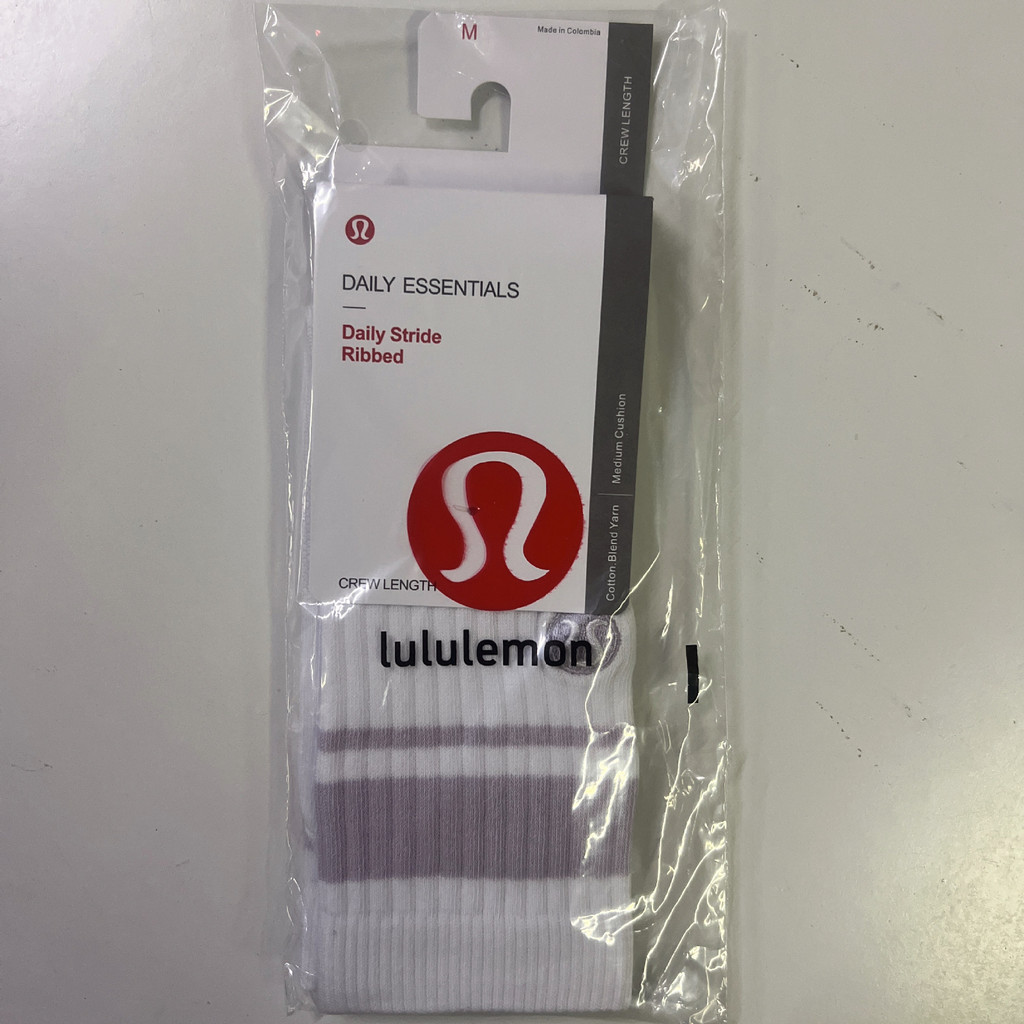 M
Made in Colombia
CREW LENGTH
DAILY ESSENTIALS
Daily Stride
Ribbed
Cotton Blend Yarn | Medium Cushion
CREW LENGTH
lululemon